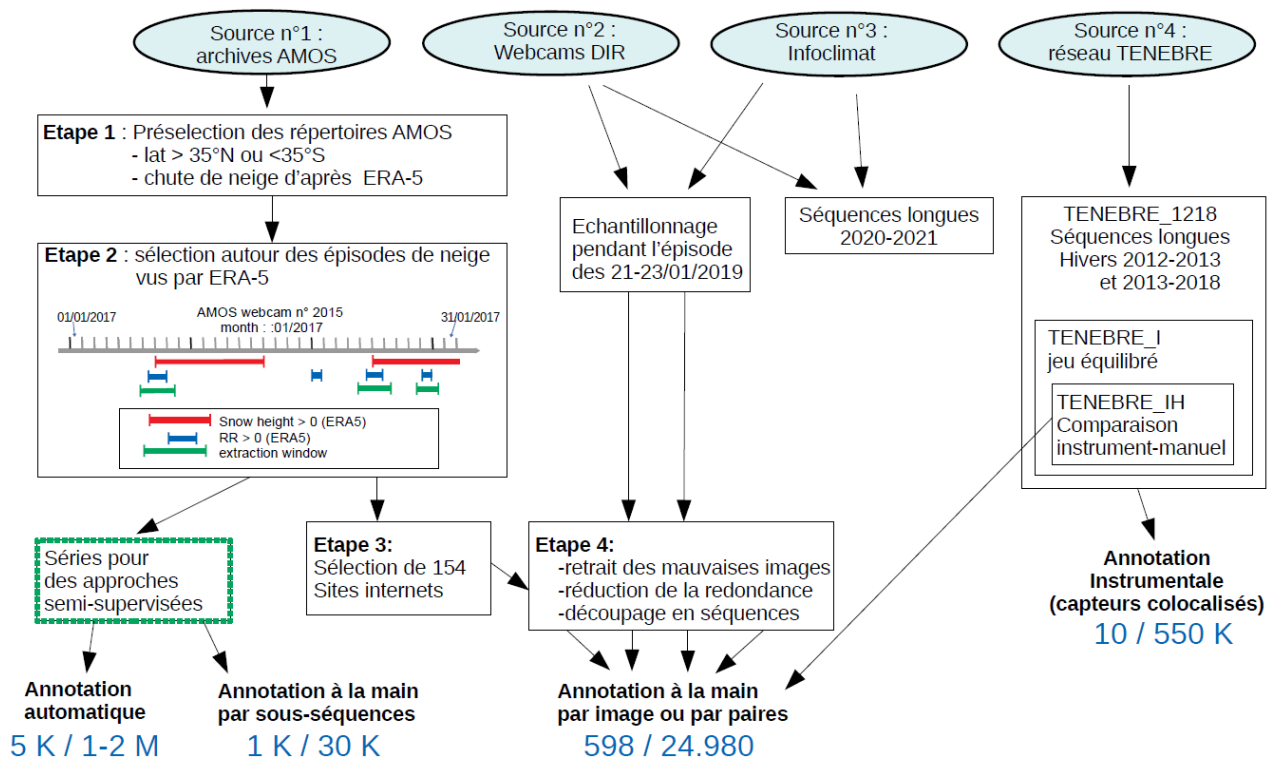 Source n°1 :
archives AMOS
Source n°2 :
Webcams DIR
Source n°3 :
Infoclimat
Source n°4 :
réseau TENEBRE
Etape 1 : Préselection des répertoires AMOS
- lat > 35°N ou <35°S
- chute de neige d'après ERA-5
Etape 2 : sélection autour des épisodes de neige
vus par ERA-5
01/01/2017
AMOS webcam n° 2015
month : :01/2017
31/01/2017
Snow height > 0 (ERA5)
RR > 0 (ERA5)
extraction window
Echantillonnage
pendant l'épisode
des 21-23/01/2019
Séquences longues
2020-2021
TENEBRE_1218
Séquences longues
Hivers 2012-2013
et 2013-2018
TENEBRE_I
jeu équilibré
TENEBRE_IH
Comparaison
instrument-manuel
Séries pour
des approches
semi-supervisées
Etape 3:
Sélection de 154
Sites internets
Etape 4:
-retrait des mauvaises images
-réduction de la redondance
-découpage en séquences
Annotation
Instrumentale
(capteurs colocalisés)
10 / 550 K
Annotation
automatique
5 K / 1-2 M
Annotation à la main
par sous-séquences
1 K / 30 K
Annotation à la main
par image ou par paires
598 / 24.980